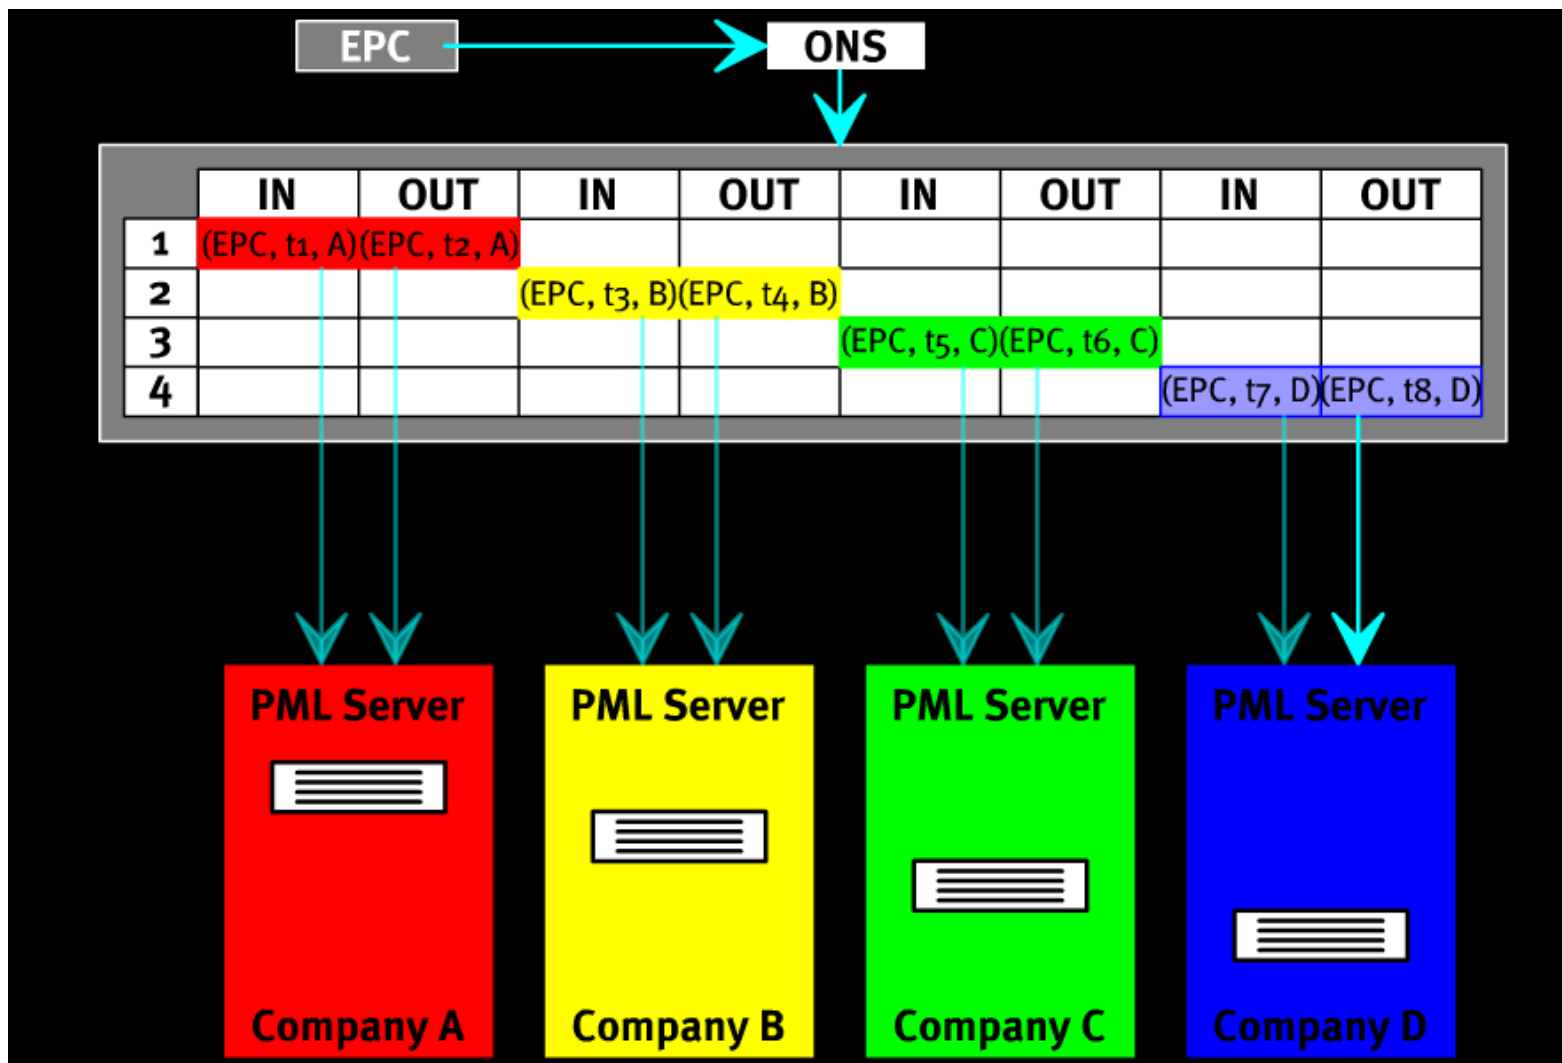 EPC ONS
IN OUT IN OUT IN OUT IN OUT
1 (EPC, t1, A) (EPC, t2, A)
2 (EPC, t3, B) (EPC, t4, B)
3 (EPC, t5, C) (EPC, t6, C)
4 (EPC, t7, D) (EPC, t8, D)
PML Server PML Server PML Server PML Server
Company A Company B Company C Company D